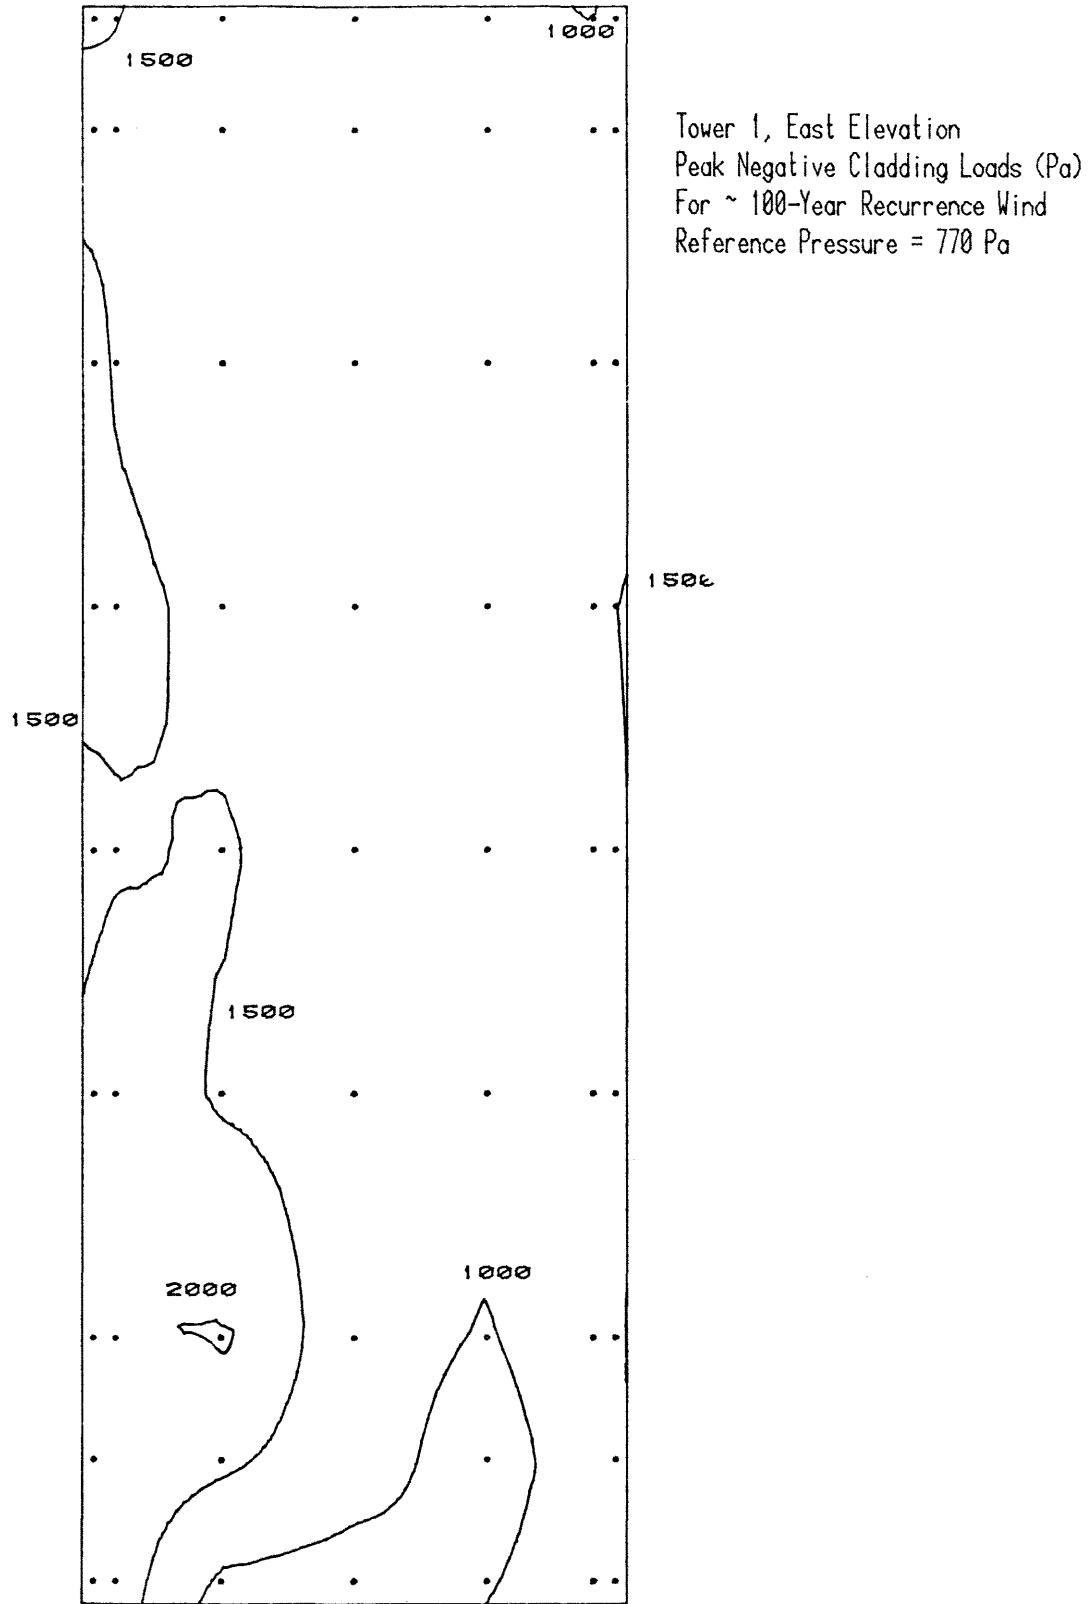 1000
1500
Tower 1, East Elevation
Peak Negative Cladding Loads (Pa)
For ~ 100-Year Recurrence Wind
Reference Pressure = 770 Pa
1500
1500
2000
1000